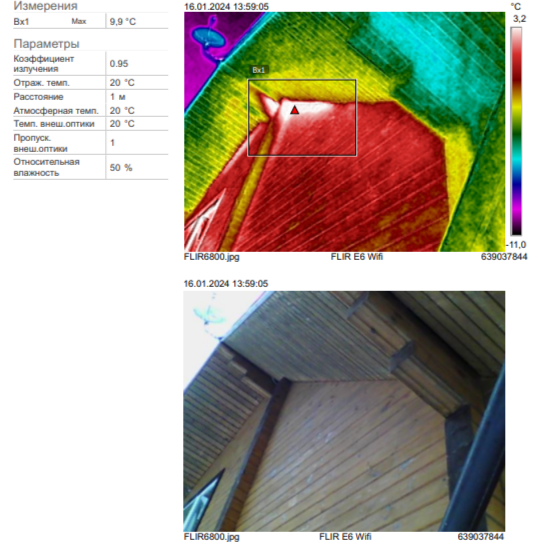 Измерения
Bx1 Max 9,9 °C
Параметры
Коэффициент
излучения 0.95
Отраж. темп. 20 °C
Расстояние 1 м
Атмосферная темп. 20 °C
Темп. внеш.оптики 20 °C
Пропуск.
внеш.оптики 1
Относительная
влажность 50 %
16.01.2024 13:59:05 °C
3,2
Bx1
-11,0
FLIR6800.jpg FLIR E6 Wifi 639037844
16.01.2024 13:59:05
FLIR6800.jpg FLIR E6 Wifi 639037844